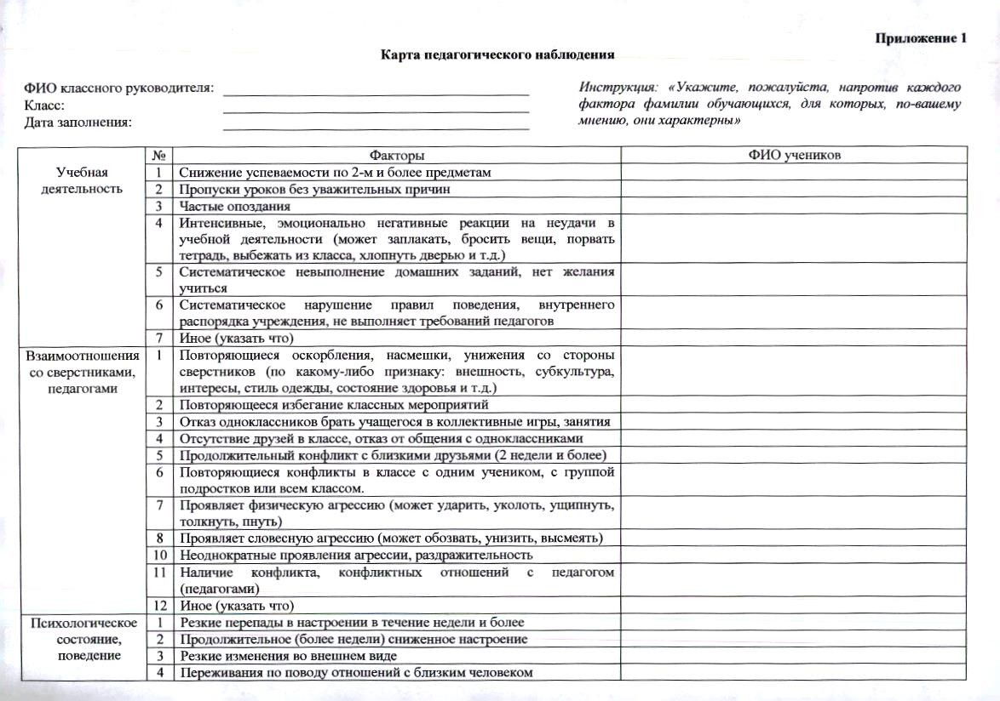 Приложение 1
Карта педагогического наблюдения
ФИО классного руководителя:
Класс:
Дата заполнения:
Инструкция: «Укажите, пожалуйста, напротив каждого
фактора фамилии обучающихся, для которых, по-вашему
мнению, они характерны»
№ Факторы ФИО учеников
Учебная
деятельность
1 Снижение успеваемости по 2-м и более предметам
2 Пропуски уроков без уважительных причин
3 Частые опоздания
4 Интенсивные, эмоционально негативные реакции на неудачи в
учебной деятельности (может заплакать, бросить вещи, порвать
тетрадь, выбежать из класса, хлопнуть дверью и т.д.)
5 Систематическое невыполнение домашних заданий, нет желания
учиться
6 Систематическое нарушение правил поведения, внутреннего
распорядка учреждения, не выполняет требований педагогов
7 Иное (указать что)
Взаимоотношения
со сверстниками,
педагогами
1 Повторяющиеся оскорбления, насмешки, унижения со стороны
сверстников (по какому-либо признаку: внешность, субкультура,
интересы, стиль одежды, состояние здоровья и т.д.)
2 Повторяющееся избегание классных мероприятий
3 Отказ одноклассников брать учащегося в коллективные игры, занятия
4 Отсутствие друзей в классе, отказ от общения с одноклассниками
5 Продолжительный конфликт с близкими друзьями (2 недели и более)
6 Повторяющиеся конфликты в классе с одним учеником, с группой
подростков или всем классом.
7 Проявляет физическую агрессию (может ударить, уколоть, ущипнуть,
толкнуть, пнуть)
8 Проявляет словесную агрессию (может обозвать, унизить, высмеять)
10 Неоднократные проявления агрессии, раздражительность
11 Наличие конфликта, конфликтных отношений с педагогом
(педагогами)
12 Иное (указать что)
Психологическое
состояние,
поведение
1 Резкие перепады в настроении в течение недели и более
2 Продолжительное (более недели) сниженное настроение
3 Резкие изменения во внешнем виде
4 Переживания по поводу отношений с близким человеком